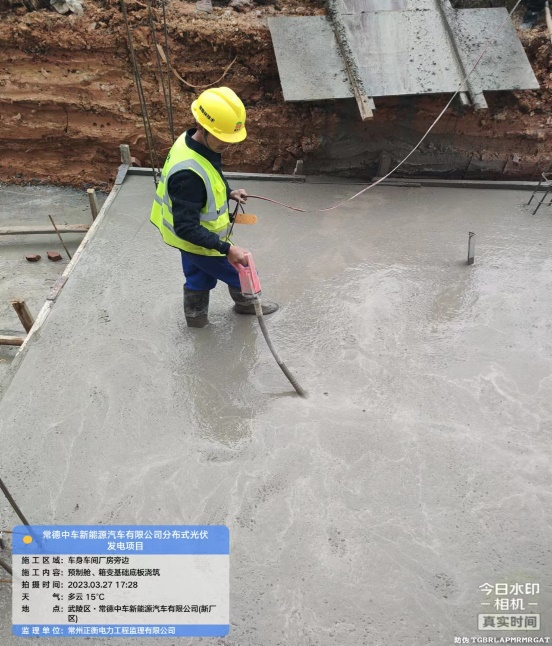 常德中车新能源汽车有限公司分布式光伏
发电项目
施工区域：车身车间厂房旁边
施工内容：预制舱、箱变基础底板浇筑
拍摄时间：2023.03.27 17:28
天气：多云 15℃
地点：武陵区·常德中车新能源汽车有限公司(新厂
区)
监理单位：常州正衡电力工程监理有限公司
今日水印
相机
真实时间
防伪 TGBRLAPMRMRGAT